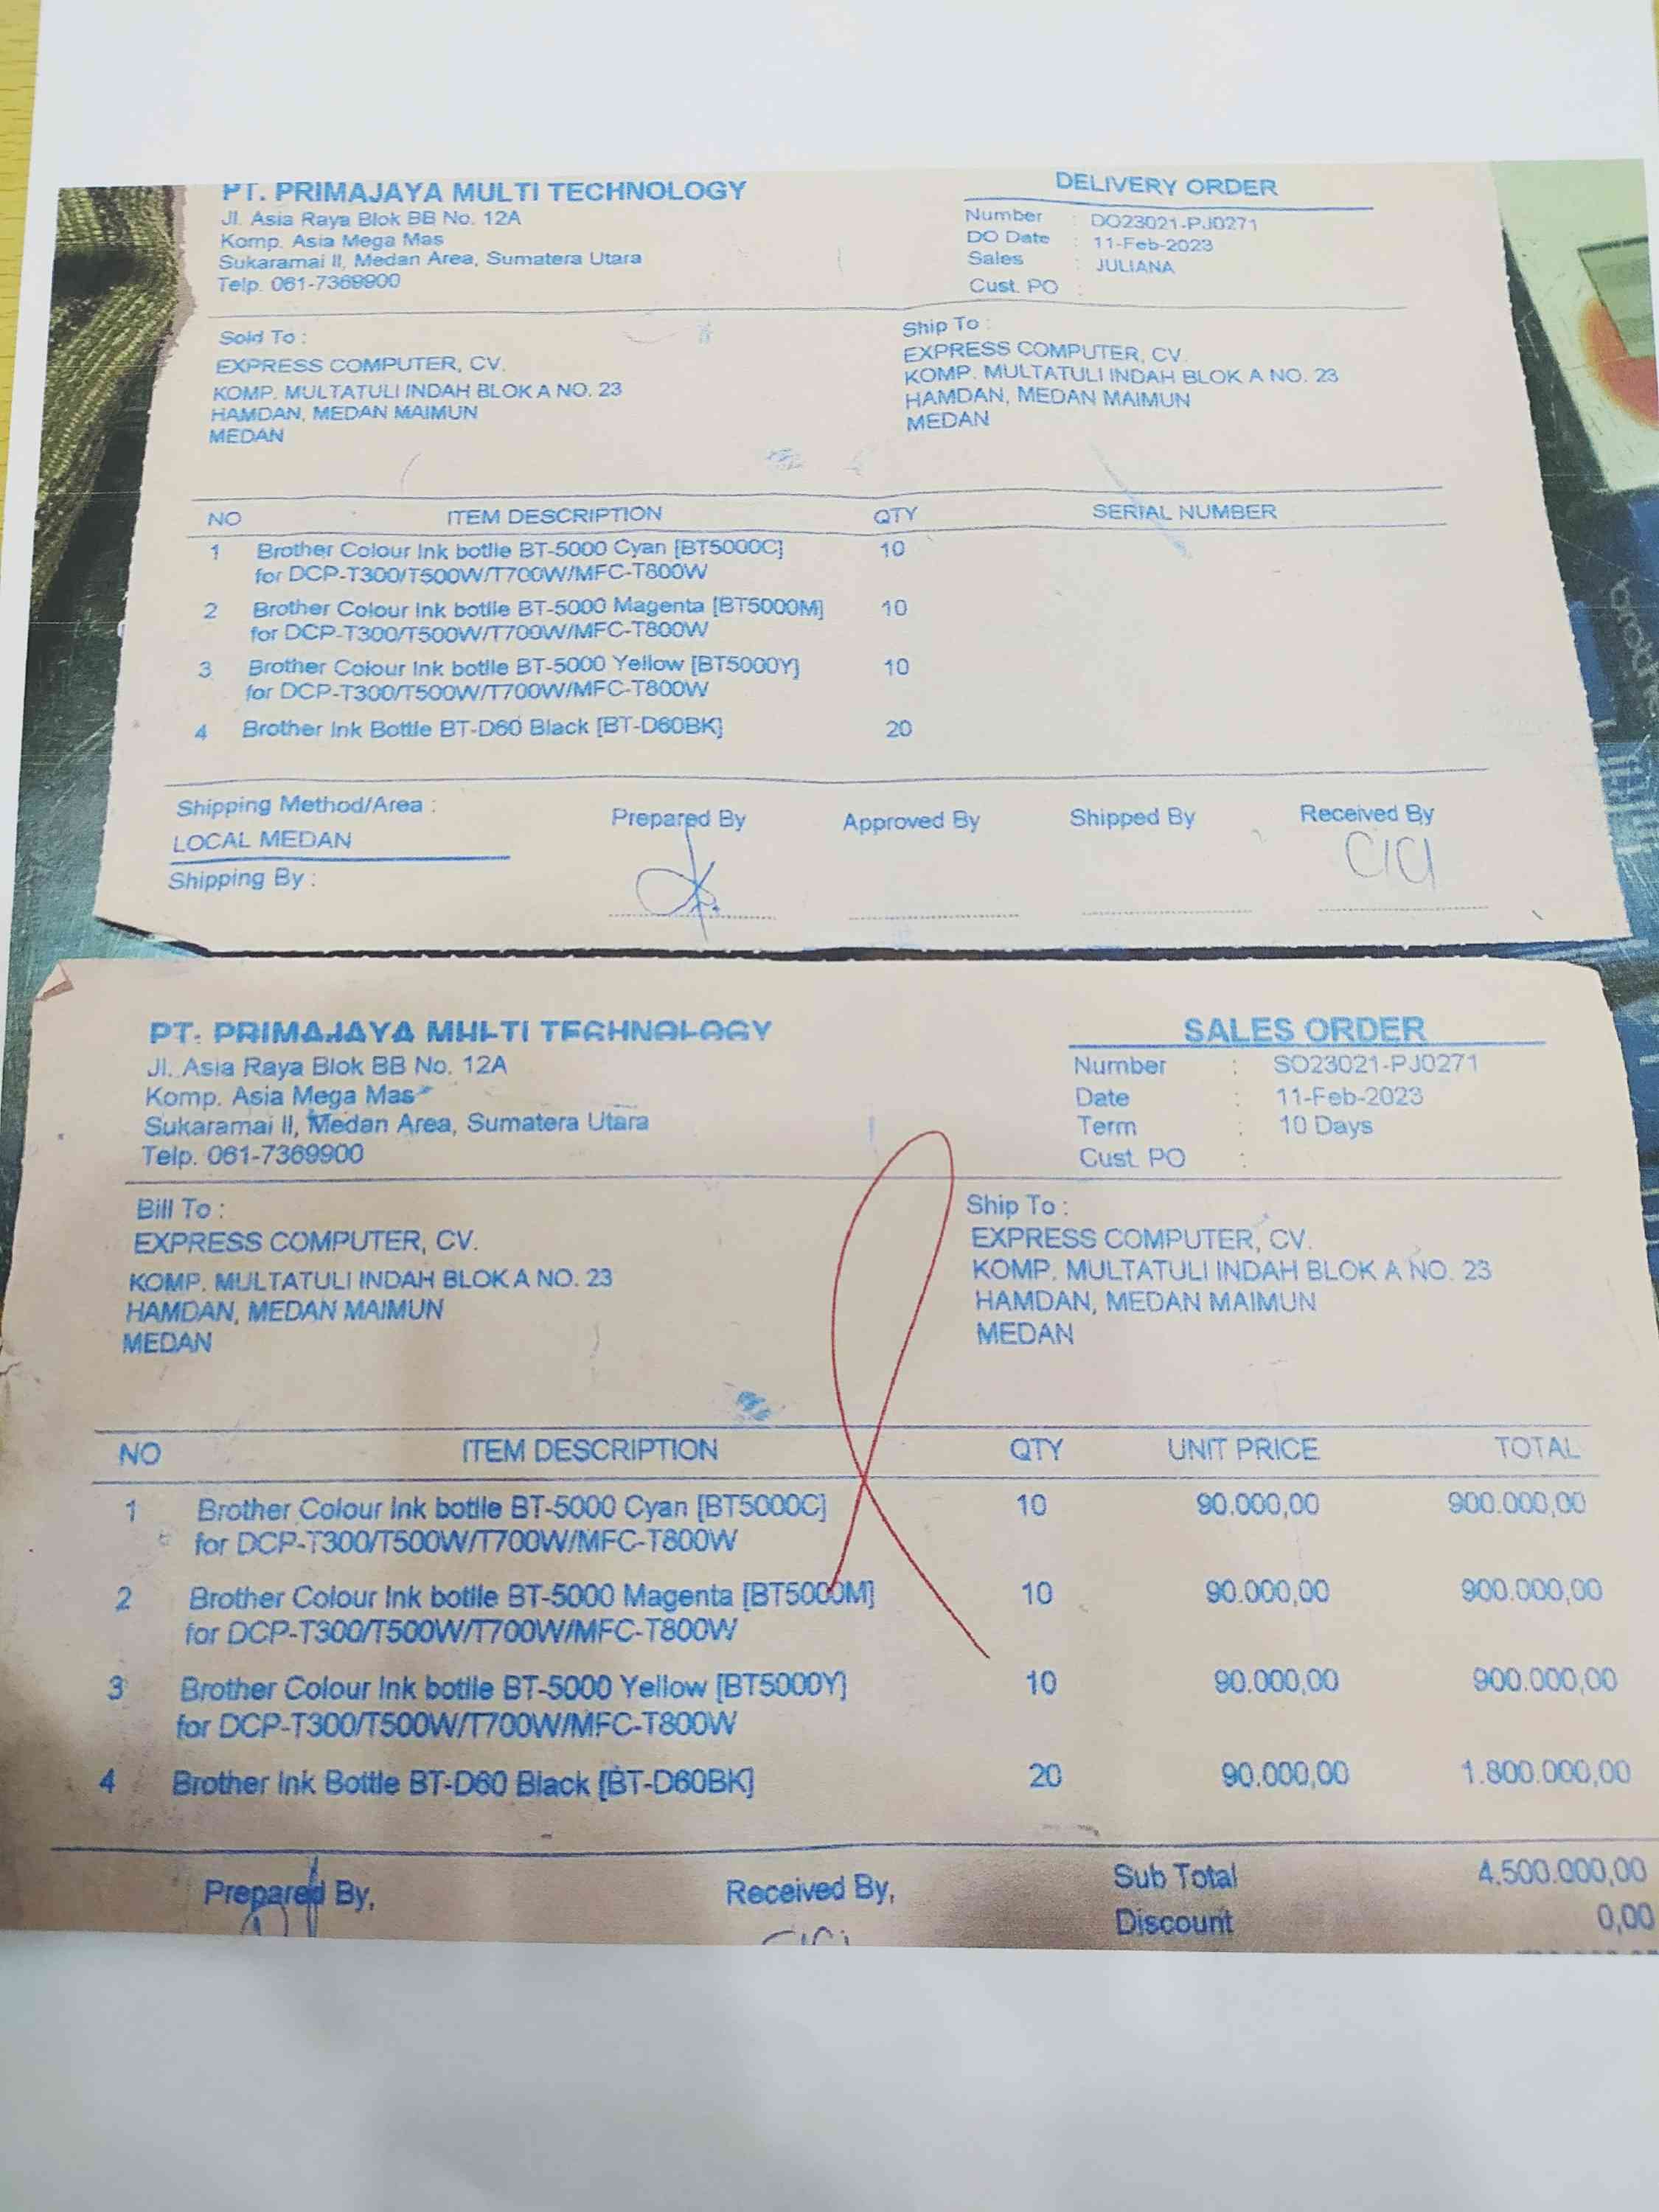 PT. PRIMAJAYA MULTI TECHNOLOGY
Jl. Asia Raya Blok BB No. 12A
Komp. Asia Mega Mas
Sukaramai II, Medan Area, Sumatera Utara
Telp. 061-7369900
DELIVERY ORDER
Number : DO23021-PJ0271
DO Date : 11-Feb-2023
Sales : JULIANA
Cust. PO :
Sold To :
EXPRESS COMPUTER, CV.
KOMP. MULTATULI INDAH BLOK A NO. 23
HAMDAN, MEDAN MAIMUN
MEDAN
Ship To :
EXPRESS COMPUTER, CV.
KOMP. MULTATULI INDAH BLOK A NO. 23
HAMDAN, MEDAN MAIMUN
MEDAN
NO ITEM DESCRIPTION QTY SERIAL NUMBER
1 Brother Colour Ink botlle BT-5000 Cyan [BT5000C] 10
for DCP-T300/T500W/T700W/MFC-T800W
2 Brother Colour Ink botlle BT-5000 Magenta [BT5000M] 10
for DCP-T300/T500W/T700W/MFC-T800W
3 Brother Colour Ink botlle BT-5000 Yellow [BT5000Y] 10
for DCP-T300/T500W/T700W/MFC-T800W
4 Brother Ink Bottle BT-D60 Black [BT-D60BK] 20
Shipping Method/Area :
LOCAL MEDAN
Shipping By :
Prepared By Approved By Shipped By Received By
CICI
brother
PT. PRIMAJAYA MULTI TECHNOLOGY
Jl. Asia Raya Blok BB No. 12A
Komp. Asia Mega Mas
Sukaramai II, Medan Area, Sumatera Utara
Telp. 061-7369900
SALES ORDER
Number : SO23021-PJ0271
Date : 11-Feb-2023
Term : 10 Days
Cust. PO :
Bill To :
EXPRESS COMPUTER, CV.
KOMP. MULTATULI INDAH BLOK A NO. 23
HAMDAN, MEDAN MAIMUN
MEDAN
Ship To :
EXPRESS COMPUTER, CV.
KOMP. MULTATULI INDAH BLOK A NO. 23
HAMDAN, MEDAN MAIMUN
MEDAN
NO ITEM DESCRIPTION QTY UNIT PRICE TOTAL
1 Brother Colour Ink botlle BT-5000 Cyan [BT5000C] 10 90.000,00 900.000,00
for DCP-T300/T500W/T700W/MFC-T800W
2 Brother Colour Ink botlle BT-5000 Magenta [BT5000M] 10 90.000,00 900.000,00
for DCP-T300/T500W/T700W/MFC-T800W
3 Brother Colour Ink botlle BT-5000 Yellow [BT5000Y] 10 90.000,00 900.000,00
for DCP-T300/T500W/T700W/MFC-T800W
4 Brother Ink Bottle BT-D60 Black [BT-D60BK] 20 90.000,00 1.800.000,00
Prepared By, Received By, Sub Total 4.500.000,00
Discount 0,00